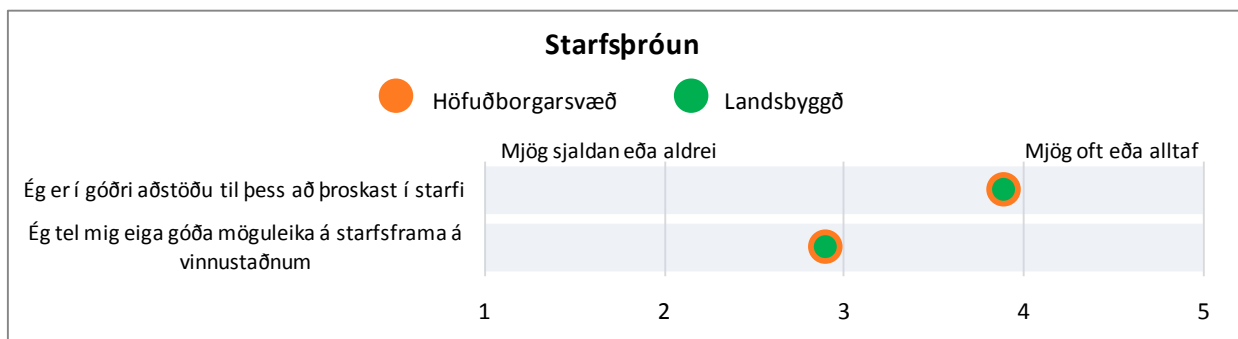 Starfsþróun
Höfuðborgarsvæð
Landsbyggð
Mjög sjaldan eða aldrei
Mjög oft eða alltaf
Ég er í góðri aðstöðu til þess að þroskast í starfi
Ég tel mig eiga góða möguleika á starfsframa á
vinnustaðnum
1 2 3 4 5